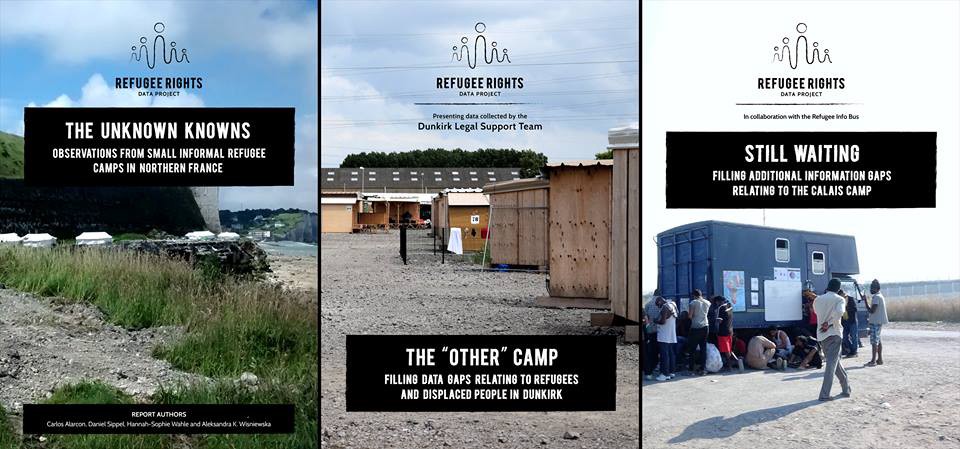 REFUGEE RIGHTS
DATA PROJECT
THE UNKNOWN KNOWNS
OBSERVATIONS FROM SMALL INFORMAL REFUGEE
CAMPS IN NORTHERN FRANCE
REPORT AUTHORS
Carlos Alarcon, Daniel Sippel, Hannah-Sophie Wahle and Aleksandra K. Wisniewska
REFUGEE RIGHTS
DATA PROJECT
Presenting data collected by the
Dunkirk Legal Support Team
THE “OTHER” CAMP
FILLING DATA GAPS RELATING TO REFUGEES
AND DISPLACED PEOPLE IN DUNKIRK
REFUGEE RIGHTS
DATA PROJECT
In collaboration with the Refugee Info Bus
STILL WAITING
FILLING ADDITIONAL INFORMATION GAPS
RELATING TO THE CALAIS CAMP